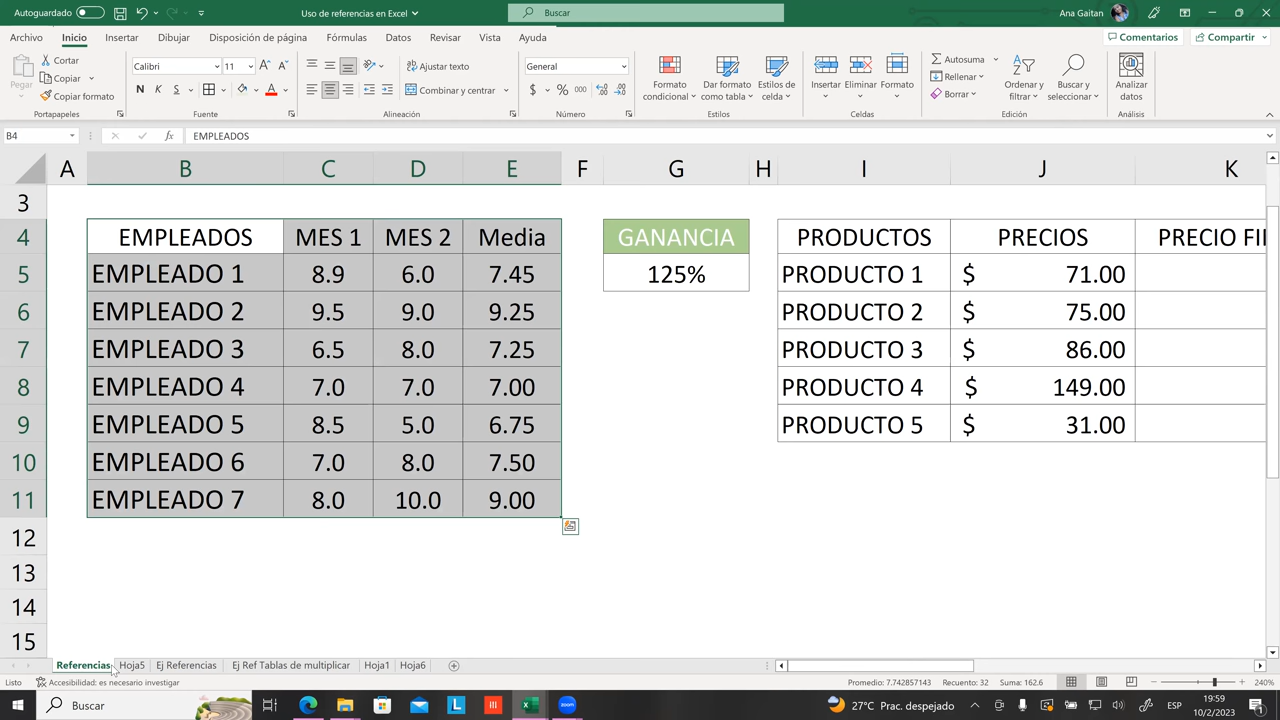 Autoguardado
Uso de referencias en Excel
Buscar
Ana Gaitan
Archivo Inicio Insertar Dibujar Disposición de página Fórmulas Datos Revisar Vista Ayuda
Comentarios Compartir
Pegar
Cortar
Copiar
Copiar formato
Portapapeles
Calibri 11
N K S
Fuente
Ajustar texto
Combinar y centrar
Alineación
General
$ % 000
Número
Formato condicional
Dar formato como tabla
Estilos de celda
Estilos
Insertar Eliminar Formato
Celdas
Autosuma
Rellenar
Borrar
Ordenar y filtrar
Buscar y seleccionar
Edición
Analizar datos
Análisis
B4 fx EMPLEADOS
A B C D E F G H I J K
3
4 EMPLEADOS MES 1 MES 2 Media GANANCIA PRODUCTOS PRECIOS PRECIO FI
5 EMPLEADO 1 8.9 6.0 7.45 125% PRODUCTO 1 $ 71.00
6 EMPLEADO 2 9.5 9.0 9.25 PRODUCTO 2 $ 75.00
7 EMPLEADO 3 6.5 8.0 7.25 PRODUCTO 3 $ 86.00
8 EMPLEADO 4 7.0 7.0 7.00 PRODUCTO 4 $ 149.00
9 EMPLEADO 5 8.5 5.0 6.75 PRODUCTO 5 $ 31.00
10 EMPLEADO 6 7.0 8.0 7.50
11 EMPLEADO 7 8.0 10.0 9.00
12
13
14
15
Referencias Hoja5 Ej Referencias Ej Ref Tablas de multiplicar Hoja1 Hoja6
Listo Accesibilidad: es necesario investigar Promedio: 7.742857143 Recuento: 32 Suma: 162.6 240%
Buscar 27°C Prac. despejado ESP 19:59
10/2/2023